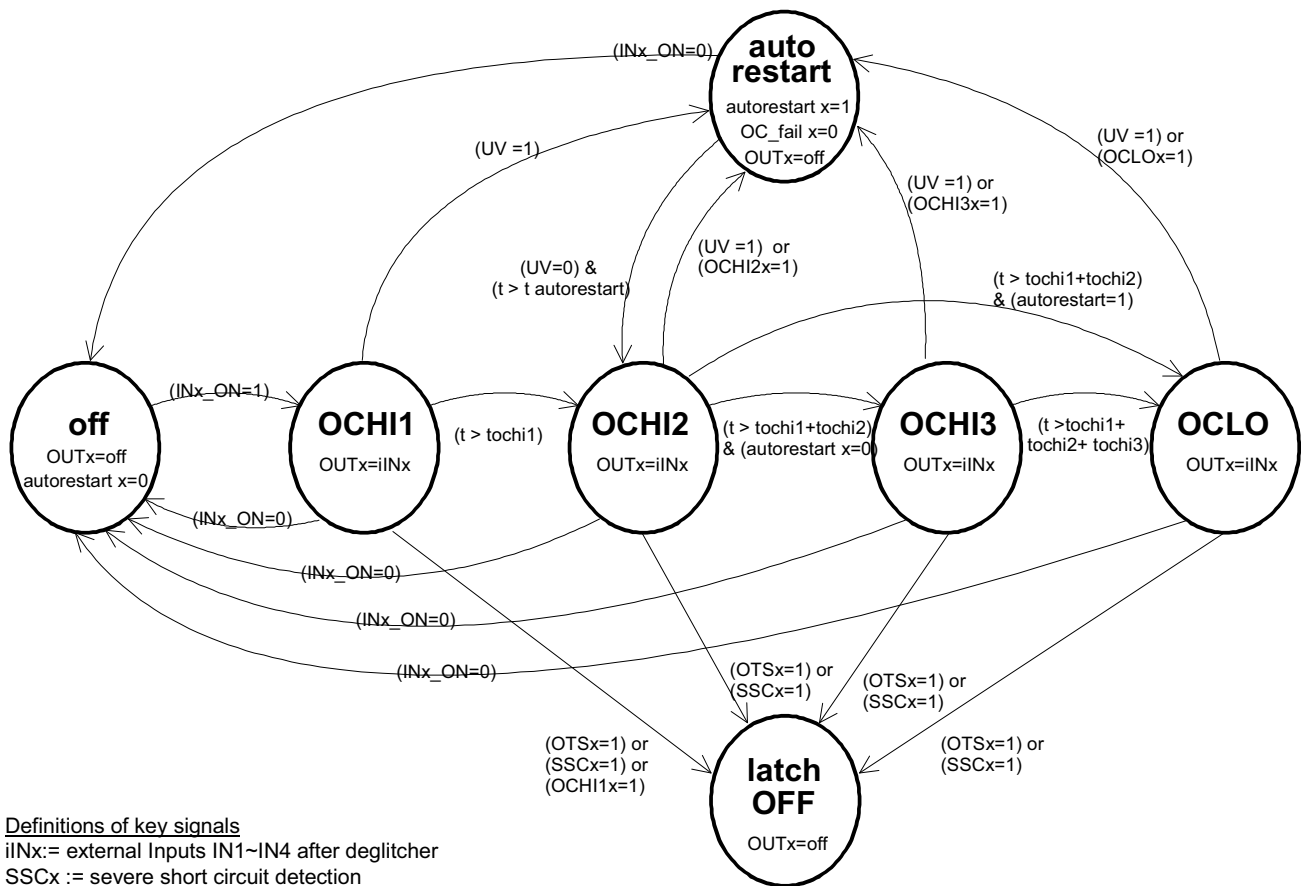 auto
restart
autorestart x=1
OC_fail x=0
OUTx=off
(INx_ON=0)
(UV =1)
(UV =1) or
(OCLOx=1)
(UV =1) or
(OCHI3x=1)
(UV =1) or
(OCHI2x=1)
(UV=0) &
(t > t autorestart)
(t > tochi1+tochi2)
& (autorestart=1)
off
OUTx=off
autorestart x=0
(INx_ON=1)
OCHI1
OUTx=iINx
(t > tochi1)
OCHI2
OUTx=iINx
(t > tochi1+tochi2)
& (autorestart x=0)
OCHI3
OUTx=iINx
(t >tochi1+
tochi2+ tochi3)
OCLO
OUTx=iINx
(INx_ON=0)
(INx_ON=0)
(INx_ON=0)
(INx_ON=0)
(OTSx=1) or
(SSCx=1) or
(OCHI1x=1)
(OTSx=1) or
(SSCx=1)
(OTSx=1) or
(SSCx=1)
(OTSx=1) or
(SSCx=1)
latch
OFF
OUTx=off
Definitions of key signals
iINx:= external Inputs IN1~IN4 after deglitcher
SSCx := severe short circuit detection